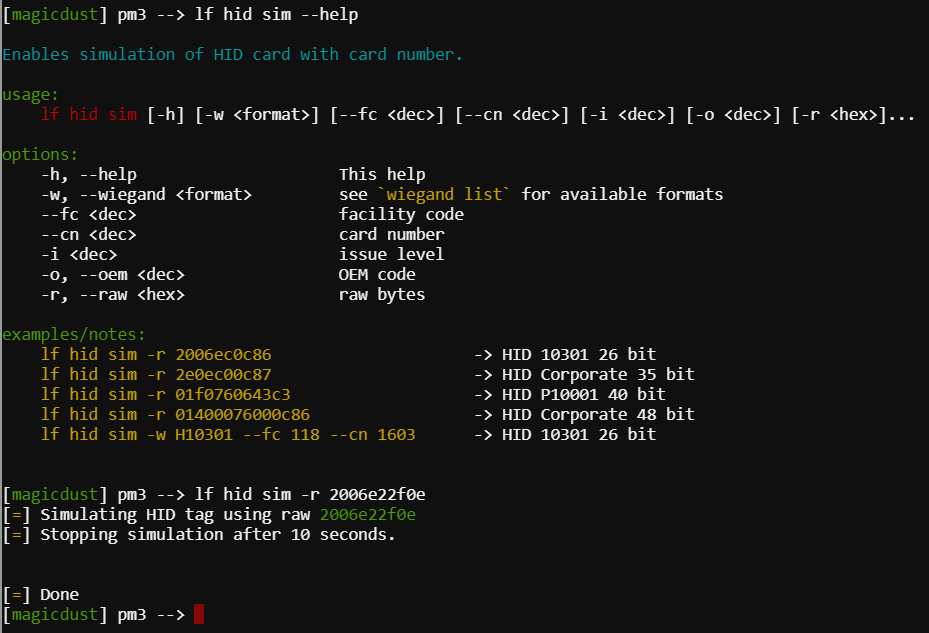 [magicdust] pm3 --> lf hid sim --help
Enables simulation of HID card with card number.
usage:
lf hid sim [-h] [-w <format>] [--fc <dec>] [--cn <dec>] [-i <dec>] [-o <dec>] [-r <hex>]...
options:
-h, --help This help
-w, --wiegand <format> see `wiegand list` for available formats
--fc <dec> facility code
--cn <dec> card number
-i <dec> issue level
-o, --oem <dec> OEM code
-r, --raw <hex> raw bytes
examples/notes:
lf hid sim -r 2006ec0c86 -> HID 10301 26 bit
lf hid sim -r 2e0ec00c87 -> HID Corporate 35 bit
lf hid sim -r 01f0760643c3 -> HID P10001 40 bit
lf hid sim -r 01400076000c86 -> HID Corporate 48 bit
lf hid sim -w H10301 --fc 118 --cn 1603 -> HID 10301 26 bit
[magicdust] pm3 --> lf hid sim -r 2006e22f0e
[=] Simulating HID tag using raw 2006e22f0e
[=] Stopping simulation after 10 seconds.
[=] Done
[magicdust] pm3 -->